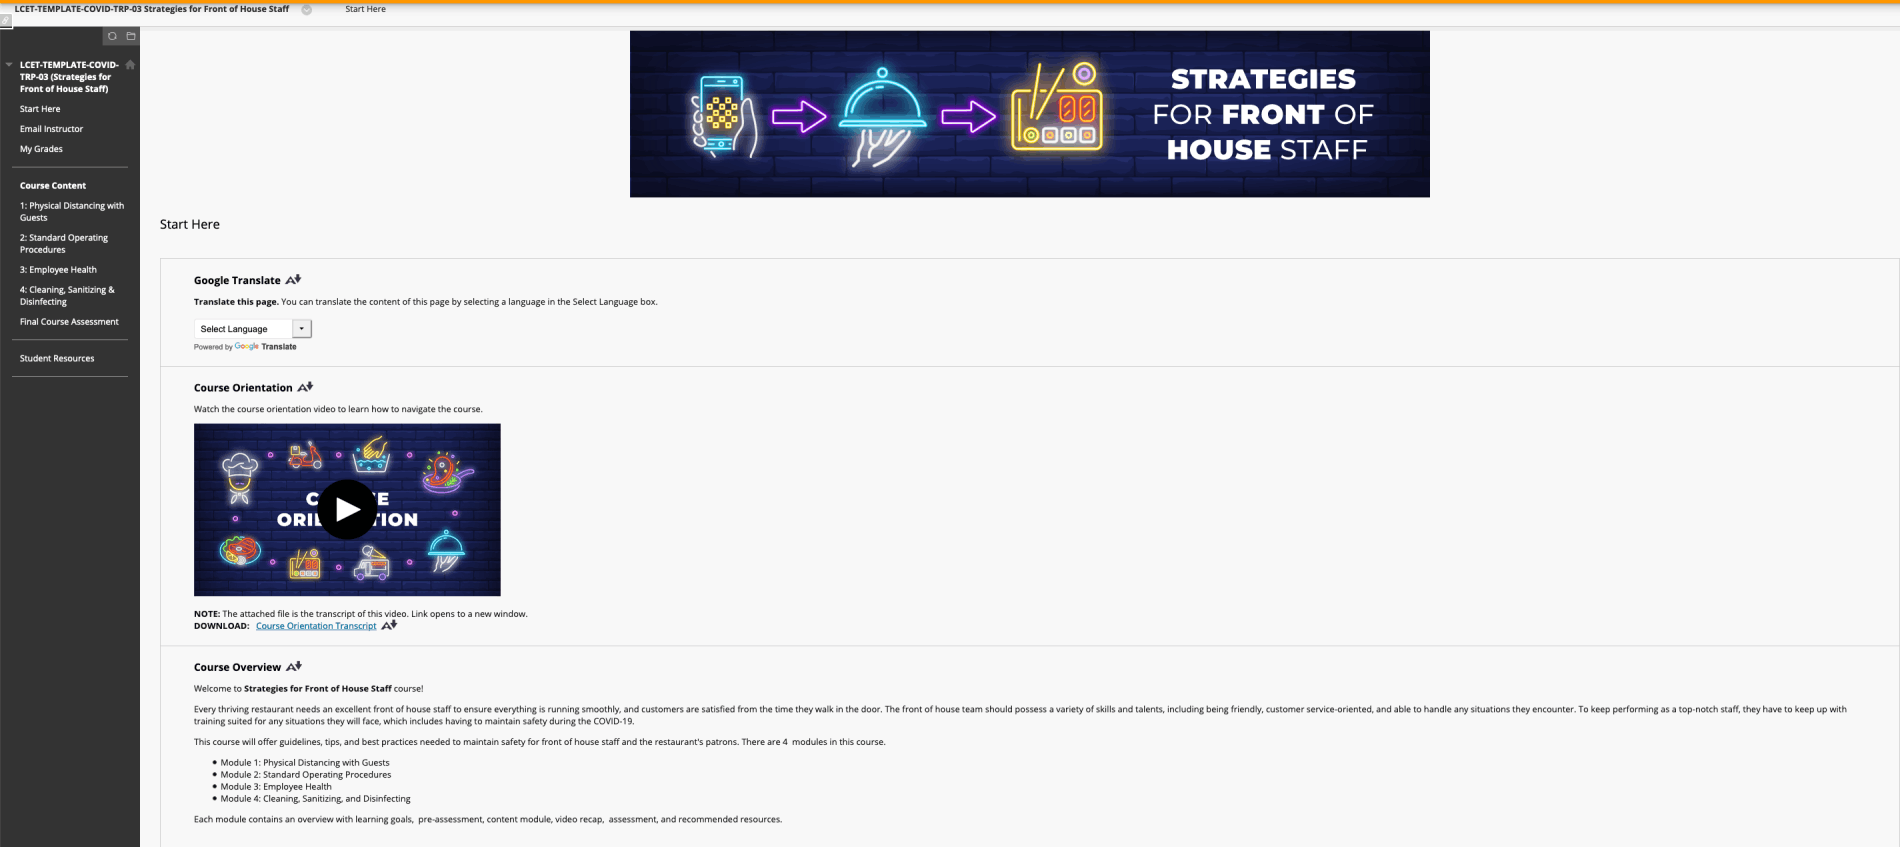 LCET-TEMPLATE-COVID-TRP-03 Strategies for Front of House Staff
Start Here
LCET-TEMPLATE-COVID-
TRP-03 (Strategies for
Front of House Staff)
Start Here
Email Instructor
My Grades
Course Content
1: Physical Distancing with
Guests
2: Standard Operating
Procedures
3: Employee Health
4: Cleaning, Sanitizing &
Disinfecting
Final Course Assessment
Student Resources
STRATEGIES
FOR FRONT OF
HOUSE STAFF
Start Here
Google Translate
Translate this page. You can translate the content of this page by selecting a language in the Select Language box.
Select Language
Powered by Google Translate
Course Orientation
Watch the course orientation video to learn how to navigate the course.
NOTE: The attached file is the transcript of this video. Link opens to a new window.
DOWNLOAD: Course Orientation Transcript
Course Overview
Welcome to Strategies for Front of House Staff course!
Every thriving restaurant needs an excellent front of house staff to ensure everything is running smoothly, and customers are satisfied from the time they walk in the door. The front of house team should possess a variety of skills and talents, including being friendly, customer service-oriented, and able to handle any situations they encounter. To keep performing as a top-notch staff, they have to keep up with
training suited for any situations they will face, which includes having to maintain safety during the COVID-19.
This course will offer guidelines, tips, and best practices needed to maintain safety for front of house staff and the restaurant's patrons. There are 4 modules in this course.
• Module 1: Physical Distancing with Guests
• Module 2: Standard Operating Procedures
• Module 3: Employee Health
• Module 4: Cleaning, Sanitizing, and Disinfecting
Each module contains an overview with learning goals, pre-assessment, content module, video recap, assessment, and recommended resources.